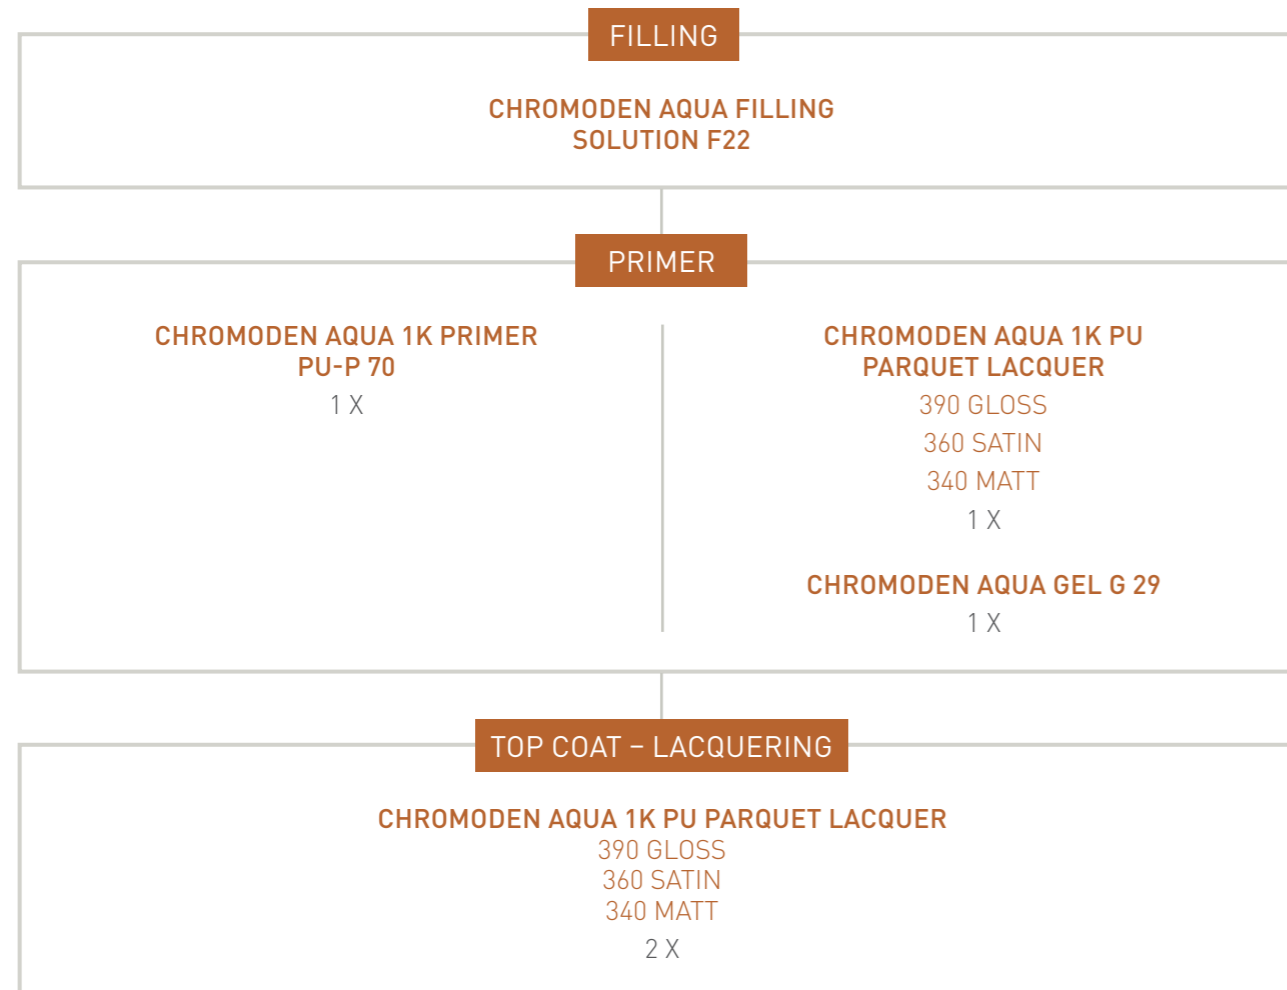 FILLING
CHROMODEN AQUA FILLING
SOLUTION F22
PRIMER
CHROMODEN AQUA 1K PRIMER
PU-P 70
1 X
CHROMODEN AQUA 1K PU
PARQUET LACQUER
390 GLOSS
360 SATIN
340 MATT
1 X
CHROMODEN AQUA GEL G 29
1 X
TOP COAT – LACQUERING
CHROMODEN AQUA 1K PU PARQUET LACQUER
390 GLOSS
360 SATIN
340 MATT
2 X